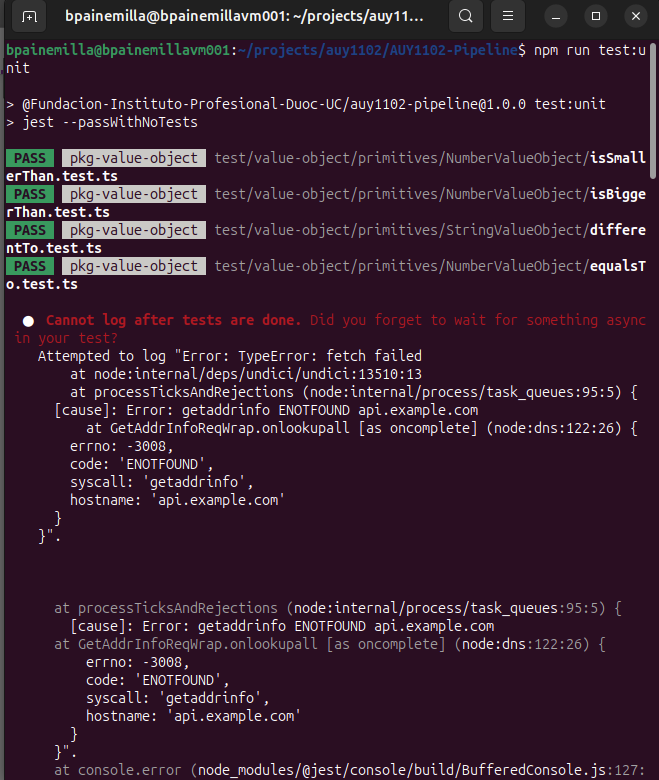 bpainemilla@bpainemillavm001: ~/projects/auy11...
bpainemilla@bpainemillavm001:~/projects/auy1102/AUY1102-Pipeline$ npm run test:u
nit
> @Fundacion-Instituto-Profesional-Duoc-UC/auy1102-pipeline@1.0.0 test:unit
> jest --passWithNoTests
PASS pkg-value-object test/value-object/primitives/NumberValueObject/isSmall
erThan.test.ts
PASS pkg-value-object test/value-object/primitives/NumberValueObject/isBigge
rThan.test.ts
PASS pkg-value-object test/value-object/primitives/StringValueObject/differe
ntTo.test.ts
PASS pkg-value-object test/value-object/primitives/NumberValueObject/equalsT
o.test.ts
● Cannot log after tests are done. Did you forget to wait for something async
in your test?
Attempted to log "Error: TypeError: fetch failed
at node:internal/deps/undici/undici:13510:13
at processTicksAndRejections (node:internal/process/task_queues:95:5) {
[cause]: Error: getaddrinfo ENOTFOUND api.example.com
at GetAddrInfoReqWrap.onlookupall [as oncomplete] (node:dns:122:26) {
errno: -3008,
code: 'ENOTFOUND',
syscall: 'getaddrinfo',
hostname: 'api.example.com'
}
}".
at processTicksAndRejections (node:internal/process/task_queues:95:5) {
[cause]: Error: getaddrinfo ENOTFOUND api.example.com
at GetAddrInfoReqWrap.onlookupall [as oncomplete] (node:dns:122:26) {
errno: -3008,
code: 'ENOTFOUND',
syscall: 'getaddrinfo',
hostname: 'api.example.com'
}
}".
at console.error (node_modules/@jest/console/build/BufferedConsole.js:127: